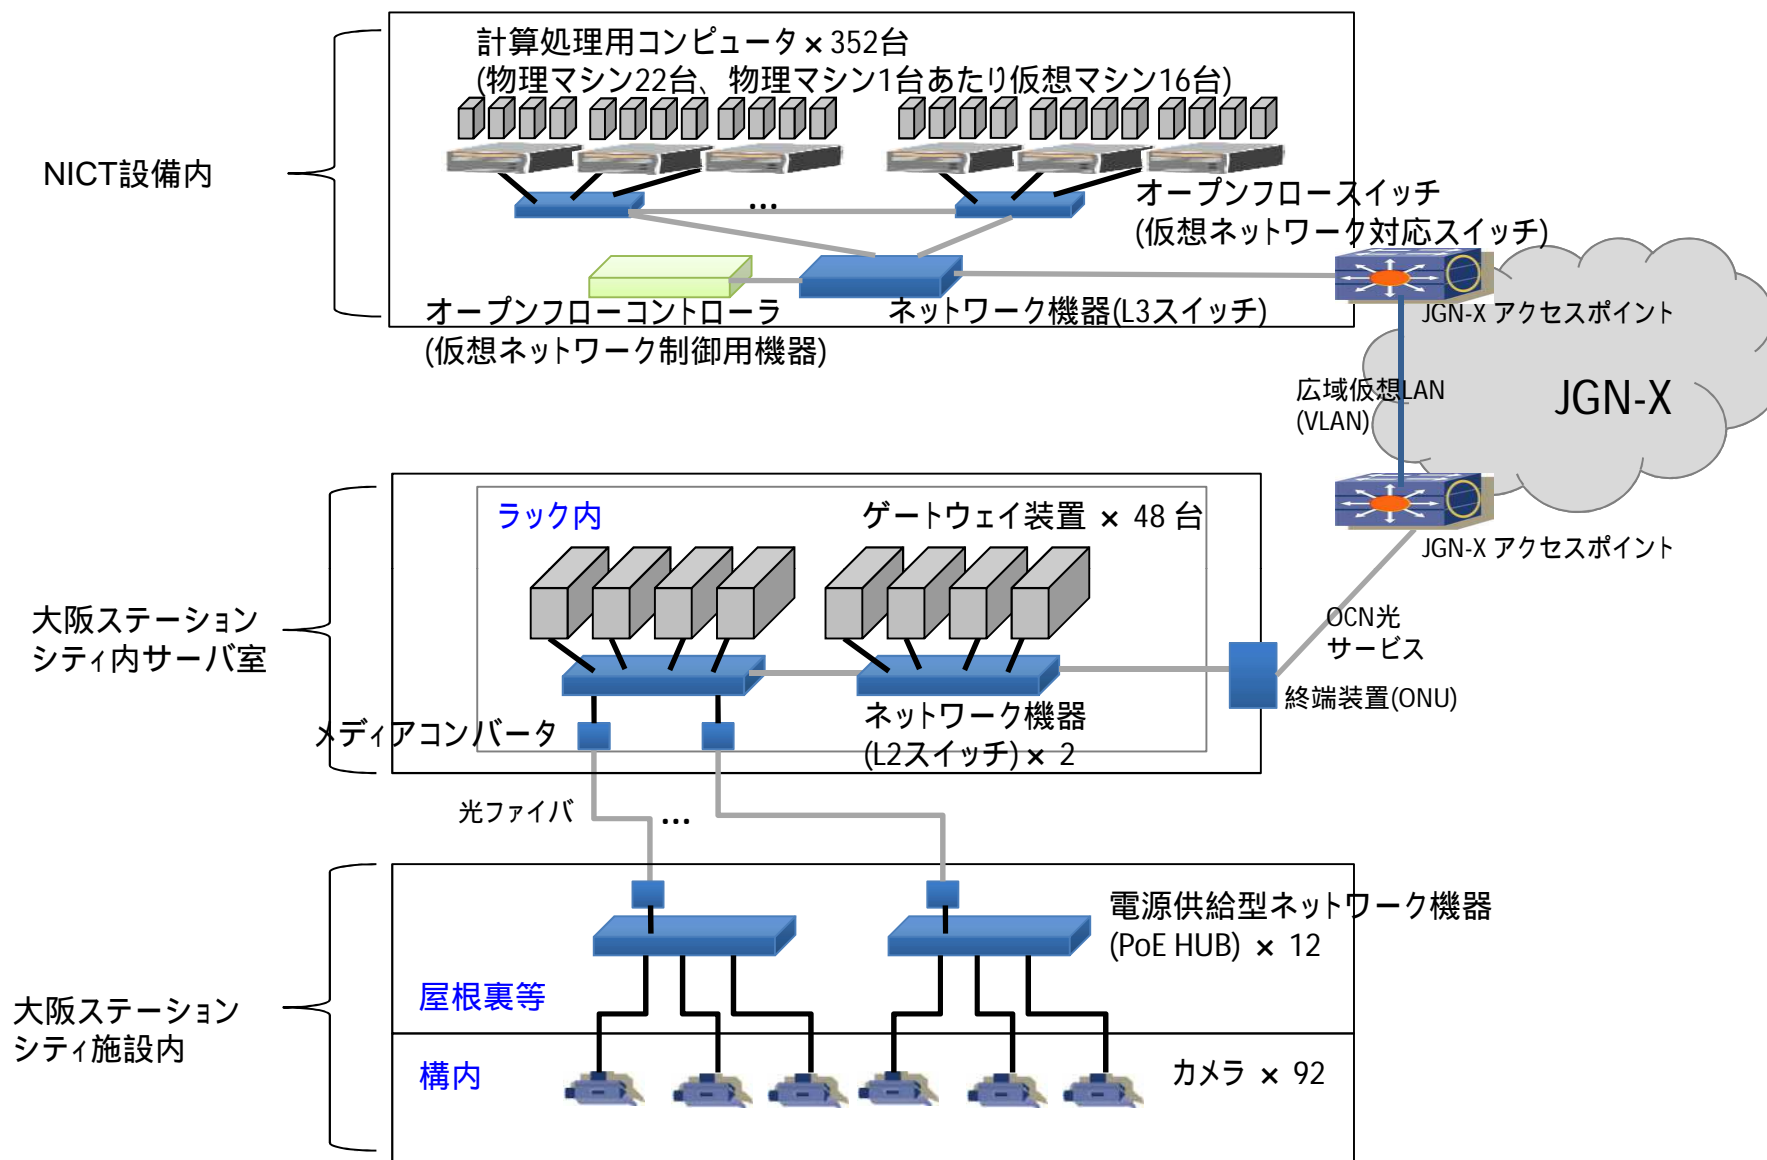 計算処理用コンピュータ × 352台
(物理マシン22台、物理マシン1台あたり仮想マシン16台)
NICT設備内
...
オープンフロースイッチ
(仮想ネットワーク対応スイッチ)
オープンフローコントローラ
(仮想ネットワーク制御用機器)
ネットワーク機器(L3スイッチ)
JGN-X アクセスポイント
広域仮想LAN
(VLAN)
JGN-X
ラック内
ゲートウェイ装置 × 48 台
JGN-X アクセスポイント
大阪ステーション
シティ内サーバ室
OCN光
サービス
終端装置(ONU)
メディアコンバータ
ネットワーク機器
(L2スイッチ) × 2
光ファイバ
...
電源供給型ネットワーク機器
(PoE HUB) × 12
屋根裏等
大阪ステーション
シティ施設内
構内
カメラ × 92